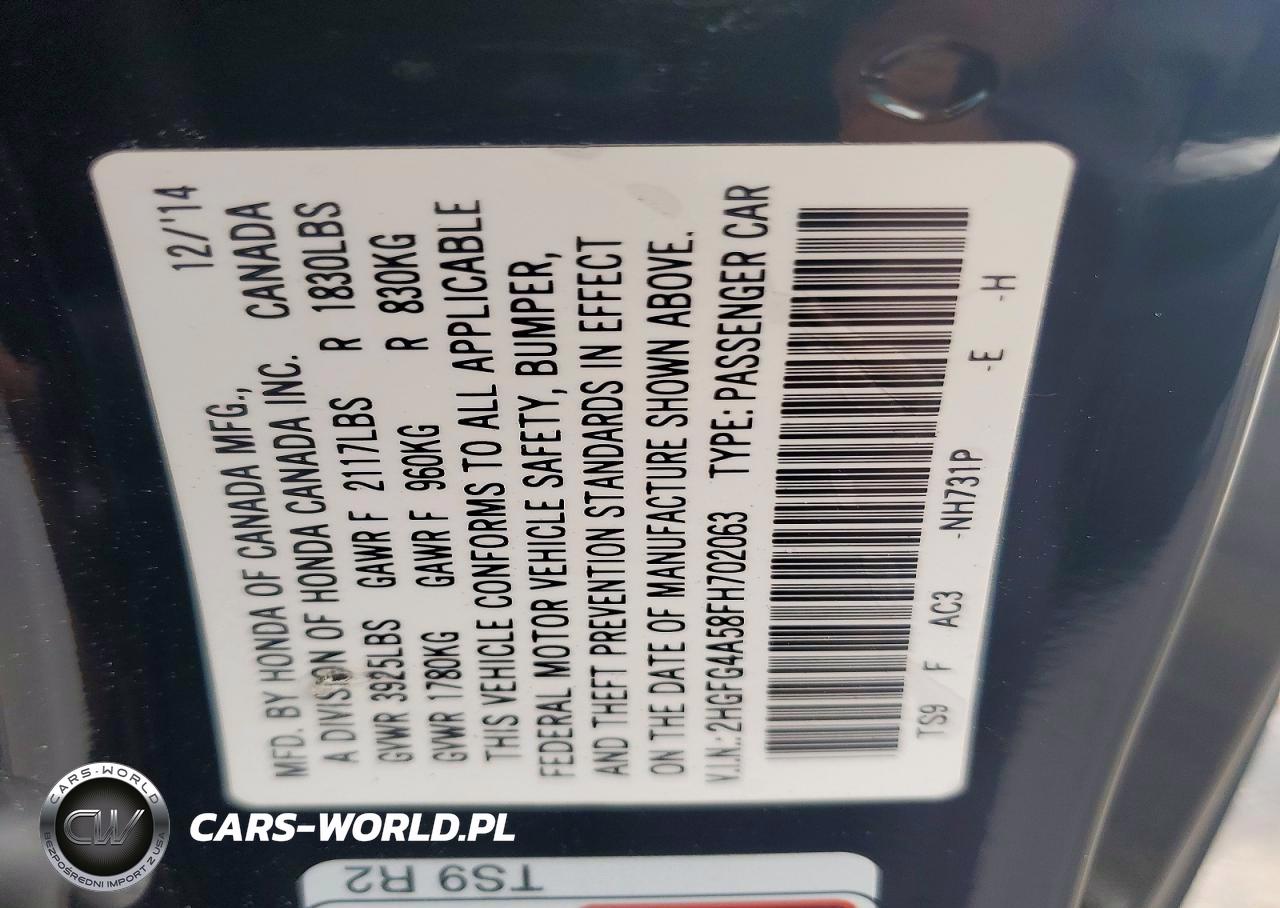 MFD. BY HONDA OF CANADA MFG., 12/'14
A DIVISION OF HONDA CANADA INC. CANADA
GVWR 3925LBS GAWR F 2117LBS R 1830LBS
GVWR 1780KG GAWR F 960KG R 830KG
THIS VEHICLE CONFORMS TO ALL APPLICABLE
FEDERAL MOTOR VEHICLE SAFETY, BUMPER,
AND THEFT PREVENTION STANDARDS IN EFFECT
ON THE DATE OF MANUFACTURE SHOWN ABOVE.
V.I.N.: 2HGFG4A58FH702063 TYPE: PASSENGER CAR
TS9 F AC3 -NH731P -E -H
TS9 R2
CARS-WORLD
CW
BEZPOŚREDNI IMPORT Z USA
CARS-WORLD.PL